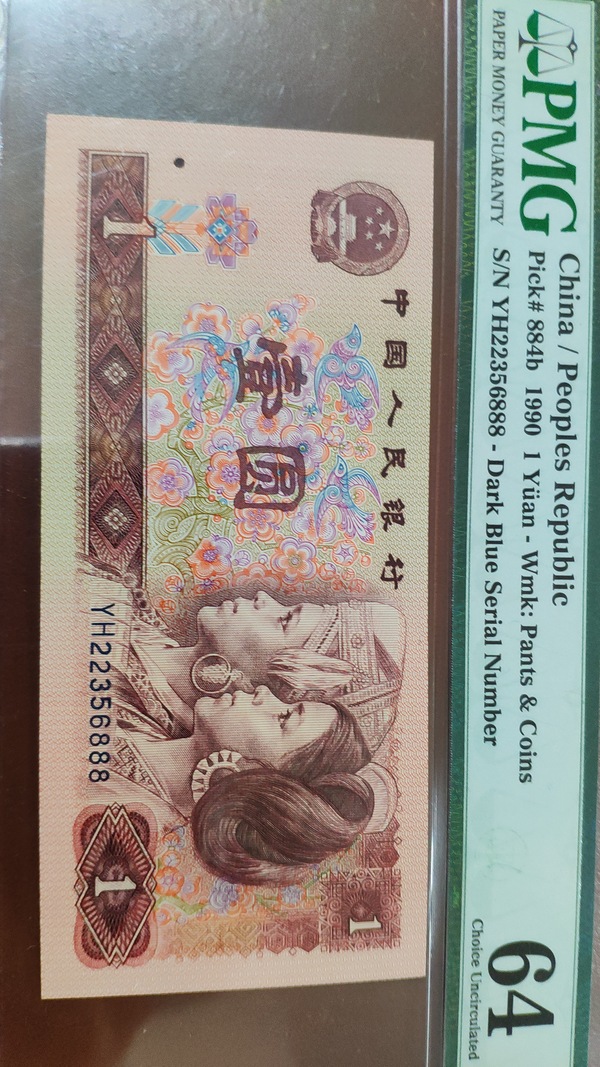 PMG
PAPER MONEY GUARANTY
China / Peoples Republic
Pick# 884b 1990 1 Yüan - Wmk: Pants & Coins
S/N YH22356888 - Dark Blue Serial Number
64
Choice Uncirculated
中国人民银行
壹圆
1
1
1
YH22356888